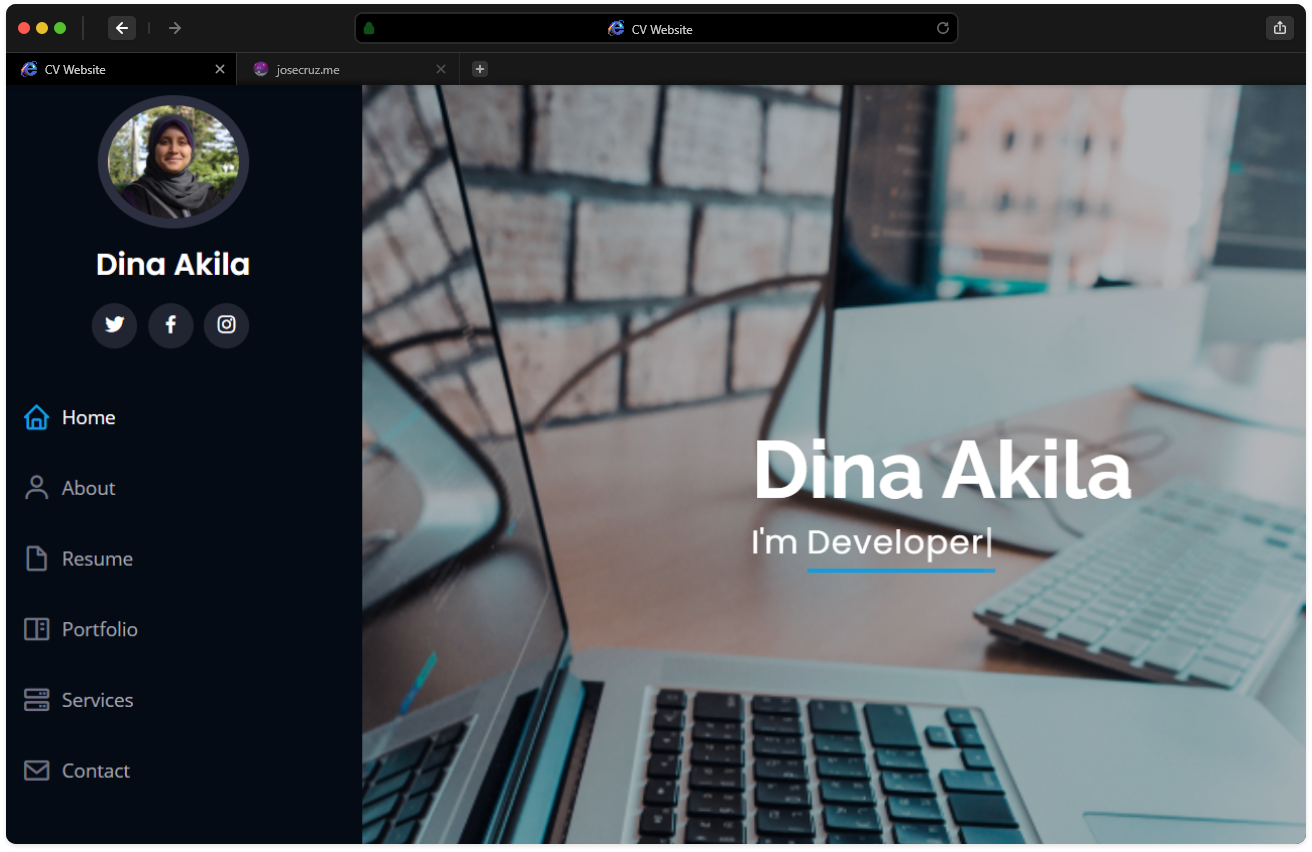 CV Website
CV Website
josecruz.me
Dina Akila
Home
About
Resume
Portfolio
Services
Contact
Dina Akila
I'm Developer|